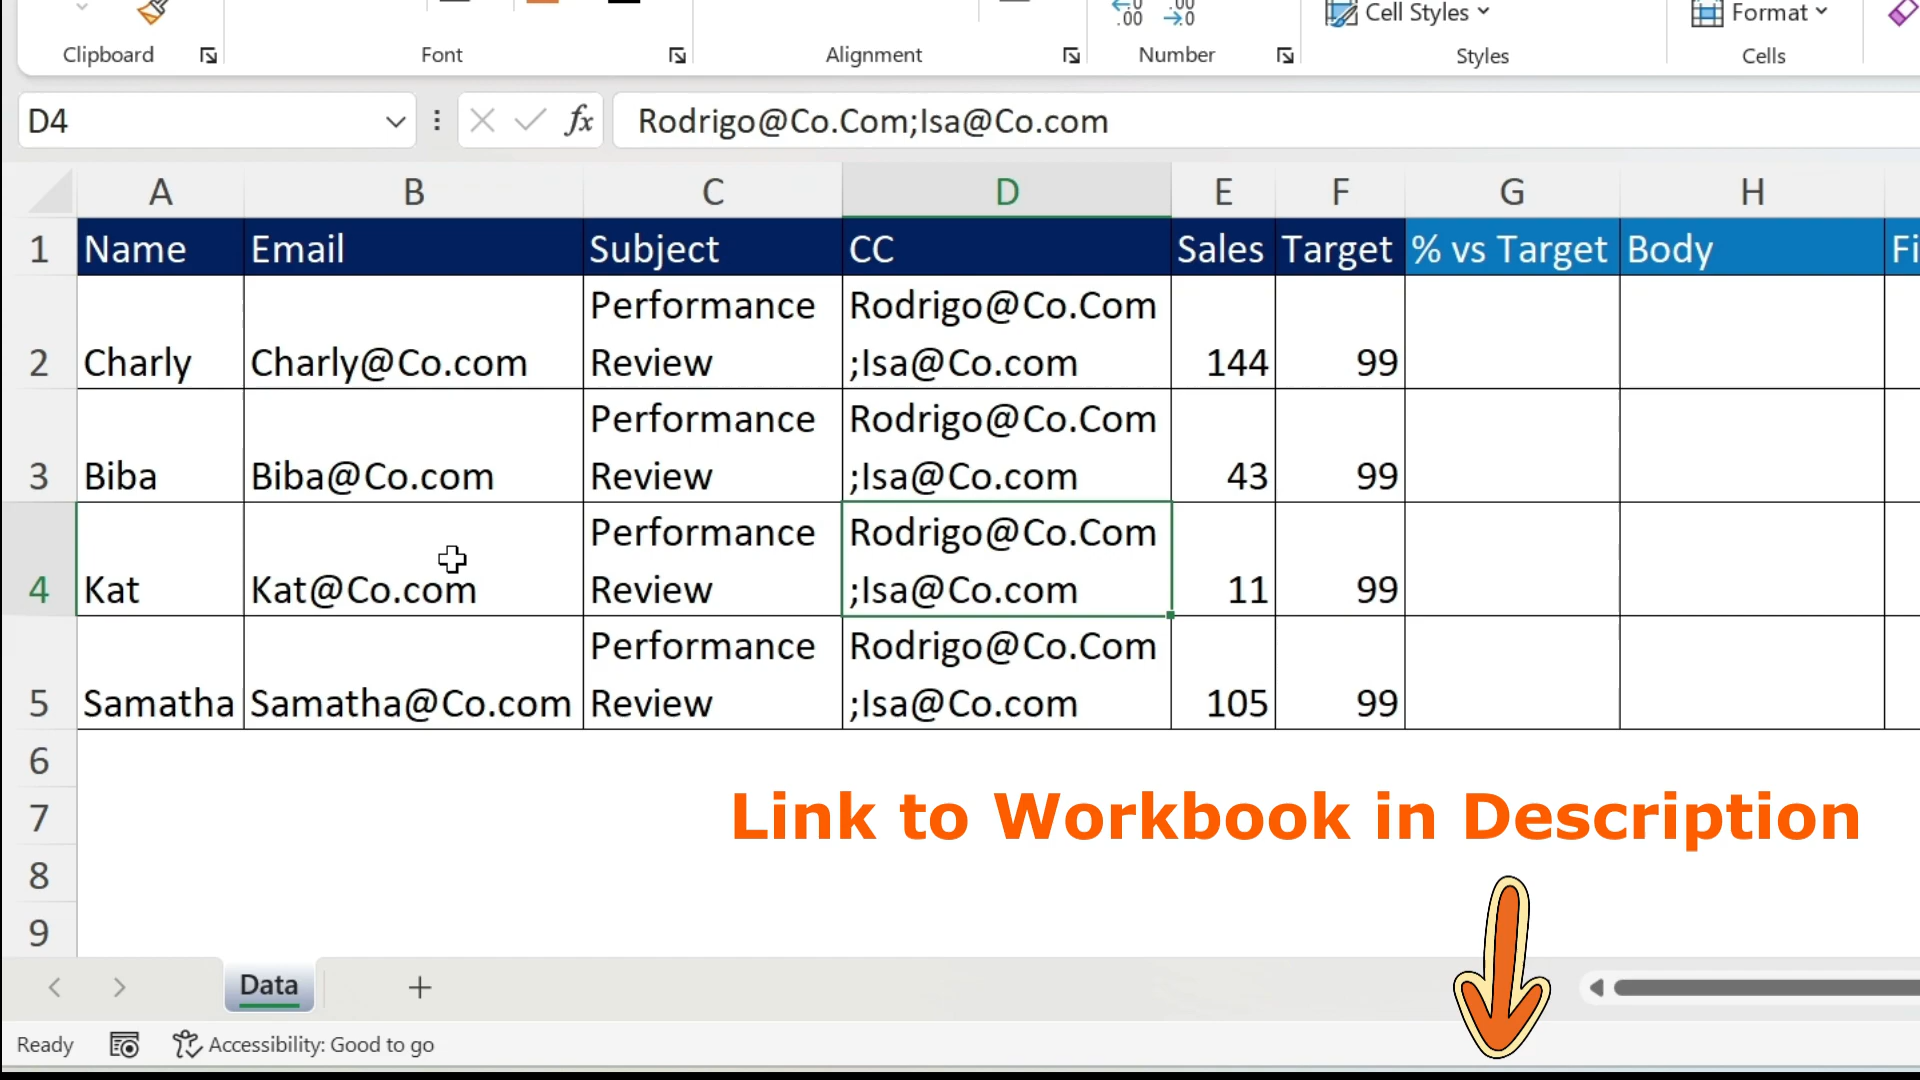 Cell Styles
Format
Clipboard
Font
Alignment
Number
Styles
Cells
D4
fx
Rodrigo@Co.Com;Isa@Co.com
A B C D E F G H
1 Name Email Subject CC Sales Target % vs Target Body Fi
Performance Rodrigo@Co.Com
2 Charly Charly@Co.com Review ;Isa@Co.com 144 99
Performance Rodrigo@Co.Com
3 Biba Biba@Co.com Review ;Isa@Co.com 43 99
Performance Rodrigo@Co.Com
4 Kat Kat@Co.com Review ;Isa@Co.com 11 99
Performance Rodrigo@Co.Com
5 Samatha Samatha@Co.com Review ;Isa@Co.com 105 99
6
7
Link to Workbook in Description
8
9
Data
Ready
Accessibility: Good to go